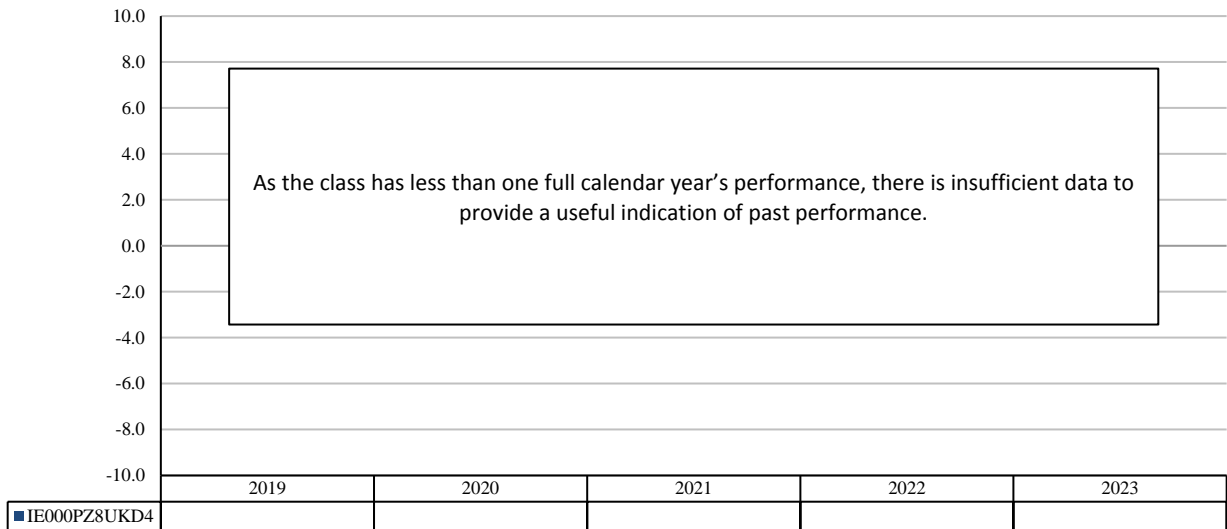 10.0
8.0
6.0
4.0
2.0
0.0
-2.0
-4.0
-6.0
-8.0
-10.0
As the class has less than one full calendar year’s performance, there is insufficient data to
provide a useful indication of past performance.
2019 2020 2021 2022 2023
IE000PZ8UKD4